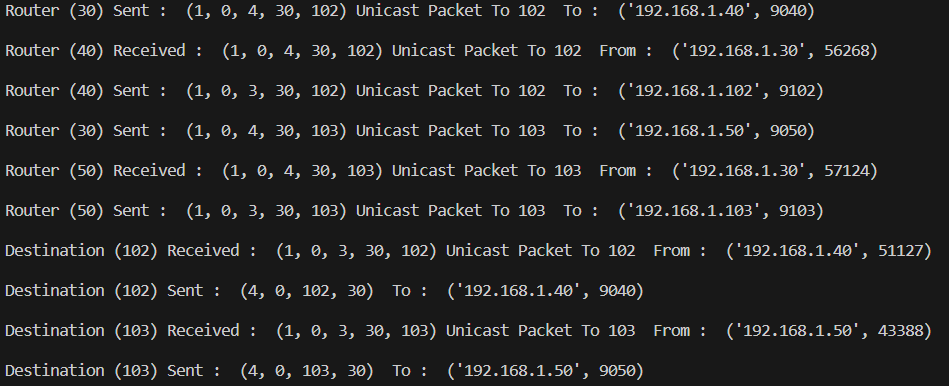 Router (30) Sent :  (1, 0, 4, 30, 102) Unicast Packet To 102  To :  ('192.168.1.40', 9040)
Router (40) Received :  (1, 0, 4, 30, 102) Unicast Packet To 102  From :  ('192.168.1.30', 56268)
Router (40) Sent :  (1, 0, 3, 30, 102) Unicast Packet To 102  To :  ('192.168.1.102', 9102)
Router (30) Sent :  (1, 0, 4, 30, 103) Unicast Packet To 103  To :  ('192.168.1.50', 9050)
Router (50) Received :  (1, 0, 4, 30, 103) Unicast Packet To 103  From :  ('192.168.1.30', 57124)
Router (50) Sent :  (1, 0, 3, 30, 103) Unicast Packet To 103  To :  ('192.168.1.103', 9103)
Destination (102) Received :  (1, 0, 3, 30, 102) Unicast Packet To 102  From :  ('192.168.1.40', 51127)
Destination (102) Sent :  (4, 0, 102, 30)  To :  ('192.168.1.40', 9040)
Destination (103) Received :  (1, 0, 3, 30, 103) Unicast Packet To 103  From :  ('192.168.1.50', 43388)
Destination (103) Sent :  (4, 0, 103, 30)  To :  ('192.168.1.50', 9050)